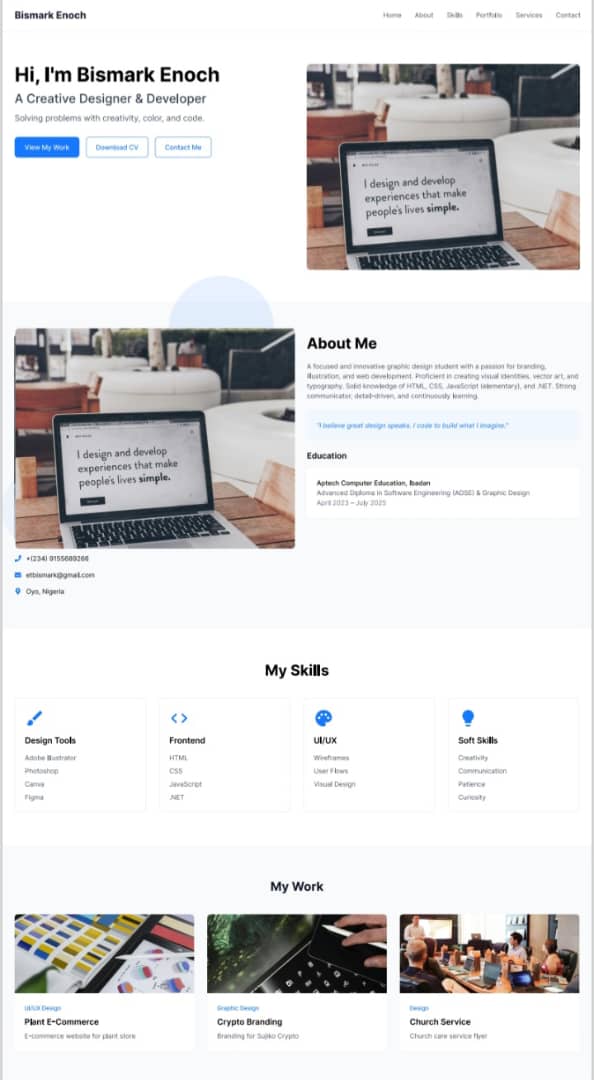 Bismark Enoch
Home About Skills Portfolio Services Contact
Hi, I'm Bismark Enoch
A Creative Designer & Developer
Solving problems with creativity, color, and code.
View My Work Download CV Contact Me
I design and develop
experiences that make
people's lives simple.
About Me
A focused and innovative graphic design student with a passion for branding,
illustration, and web development. Proficient in creating visual identities, vector art, and
typography. Solid knowledge of HTML, CSS, JavaScript (elementary), and .NET. Strong
communicator, detail-driven, and continuously learning.
"I believe great design speaks. I code to build what I imagine."
Education
Aptech Computer Education, Ibadan
Advanced Diploma in Software Engineering (ADSE) & Graphic Design
April 2023 – July 2025
I design and develop
experiences that make
people's lives simple.
+(234) 9155689266
etbismark@gmail.com
Oyo, Nigeria
My Skills
Design Tools
Adobe Illustrator
Photoshop
Canva
Figma
Frontend
HTML
CSS
JavaScript
.NET
UI/UX
Wireframes
User Flows
Visual Design
Soft Skills
Creativity
Communication
Patience
Curiosity
My Work
UI/UX Design
Plant E-Commerce
E-commerce website for plant store
Graphic Design
Crypto Branding
Branding for Sujiko Crypto
Design
Church Service
Church care service flyer